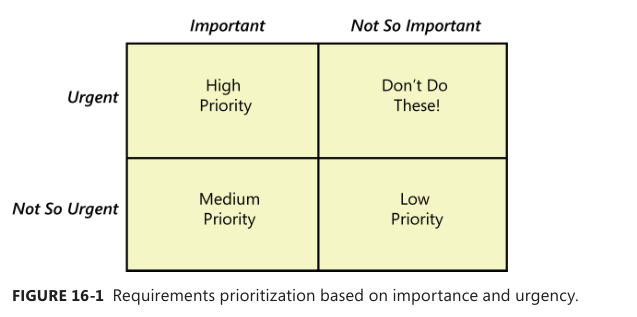 Important Not So Important
Urgent
High
Priority
Don't Do
These!
Not So Urgent
Medium
Priority
Low
Priority
FIGURE 16-1 Requirements prioritization based on importance and urgency.